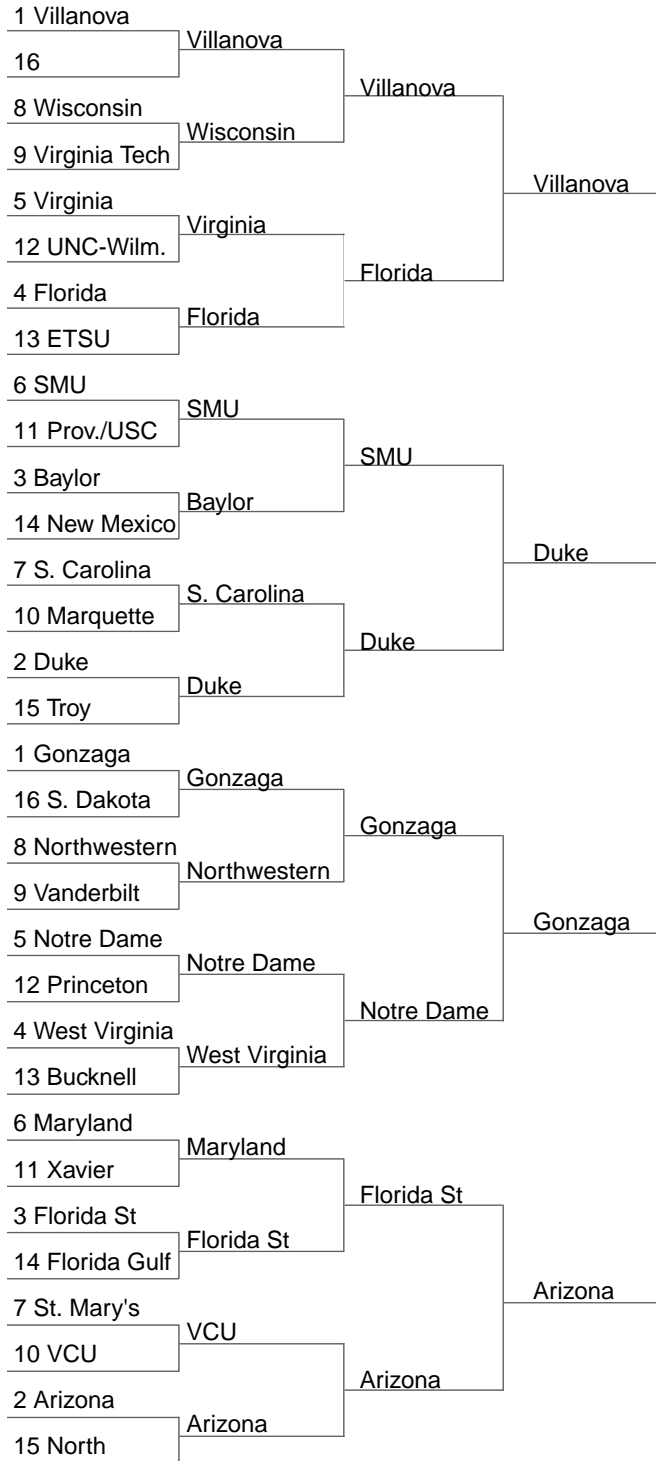 1 Villanova
Villanova
16
Villanova
8 Wisconsin
Wisconsin
9 Virginia Tech
Villanova
5 Virginia
Virginia
12 UNC-Wilm.
Florida
4 Florida
Florida
13 ETSU
6 SMU
SMU
11 Prov./USC
SMU
3 Baylor
Baylor
14 New Mexico
Duke
7 S. Carolina
S. Carolina
10 Marquette
Duke
2 Duke
Duke
15 Troy
1 Gonzaga
Gonzaga
16 S. Dakota
Gonzaga
8 Northwestern
Northwestern
9 Vanderbilt
Gonzaga
5 Notre Dame
Notre Dame
12 Princeton
Notre Dame
4 West Virginia
West Virginia
13 Bucknell
6 Maryland
Maryland
11 Xavier
Florida St
3 Florida St
Florida St
14 Florida Gulf
Arizona
7 St. Mary's
VCU
10 VCU
Arizona
2 Arizona
Arizona
15 North